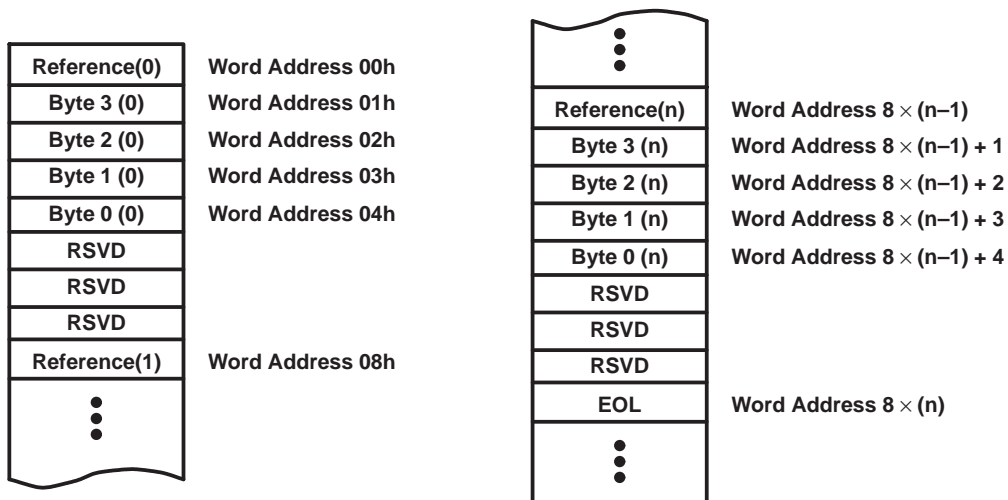 Reference(0) Word Address 00h
Byte 3 (0) Word Address 01h
Byte 2 (0) Word Address 02h
Byte 1 (0) Word Address 03h
Byte 0 (0) Word Address 04h
RSVD
RSVD
RSVD
Reference(1) Word Address 08h
Reference(n) Word Address 8 × (n–1)
Byte 3 (n) Word Address 8 × (n–1) + 1
Byte 2 (n) Word Address 8 × (n–1) + 2
Byte 1 (n) Word Address 8 × (n–1) + 3
Byte 0 (n) Word Address 8 × (n–1) + 4
RSVD
RSVD
RSVD
EOL Word Address 8 × (n)